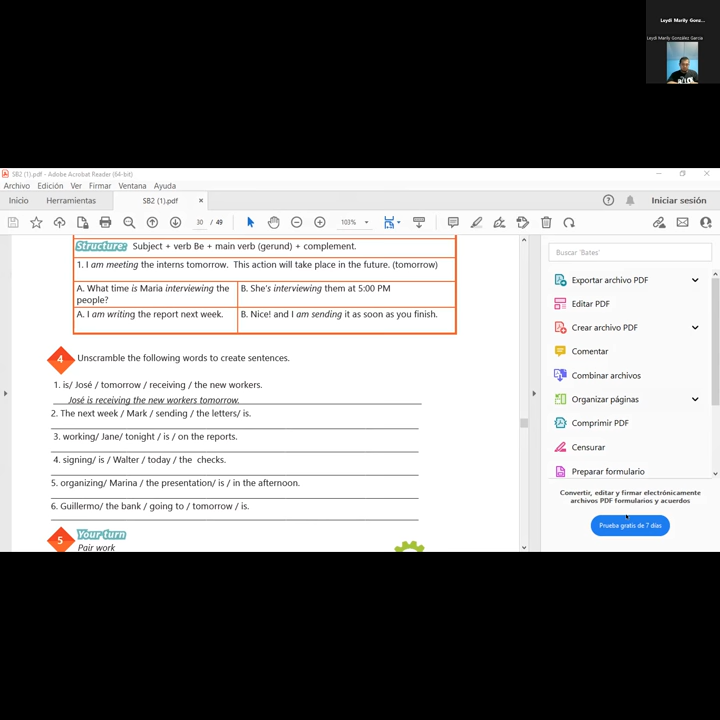 Leydi Marily Gonz...
Leydi Marily González García
SB2 (1).pdf - Adobe Acrobat Reader (64-bit)
Archivo Edición Ver Firmar Ventana Ayuda
Inicio Herramientas SB2 (1).pdf × Iniciar sesión
30 / 49 103%
Structure: Subject + verb Be + main verb (gerund) + complement.
1. I am meeting the interns tomorrow. This action will take place in the future. (tomorrow)
A. What time is Maria interviewing the people?
B. She's interviewing them at 5:00 PM
A. I am writing the report next week.
B. Nice! and I am sending it as soon as you finish.
4 Unscramble the following words to create sentences.
1. is/ José / tomorrow / receiving / the new workers.
José is receiving the new workers tomorrow.
2. The next week / Mark / sending / the letters/ is.
3. working/ Jane/ tonight / is / on the reports.
4. signing/ is / Walter / today / the checks.
5. organizing/ Marina / the presentation/ is / in the afternoon.
6. Guillermo/ the bank / going to / tomorrow / is.
5 Your turn
Pair work
Buscar 'Bates'
Exportar archivo PDF
Editar PDF
Crear archivo PDF
Comentar
Combinar archivos
Organizar páginas
Comprimir PDF
Censurar
Preparar formulario
Convertir, editar y firmar electrónicamente
archivos PDF formularios y acuerdos
Prueba gratis de 7 días